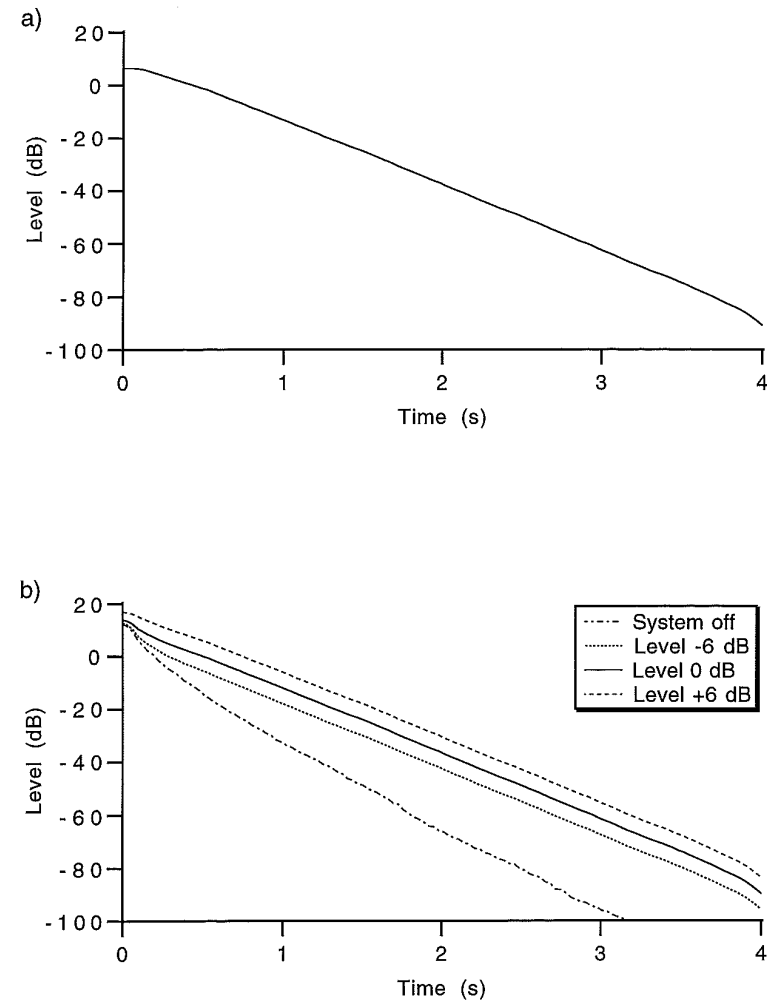 a)
20
0
-20
-40
-60
-80
-100
Level (dB)
0 1 2 3 4
Time (s)
b)
20
0
-20
-40
-60
-80
-100
Level (dB)
System off
Level -6 dB
Level 0 dB
Level +6 dB
0 1 2 3 4
Time (s)